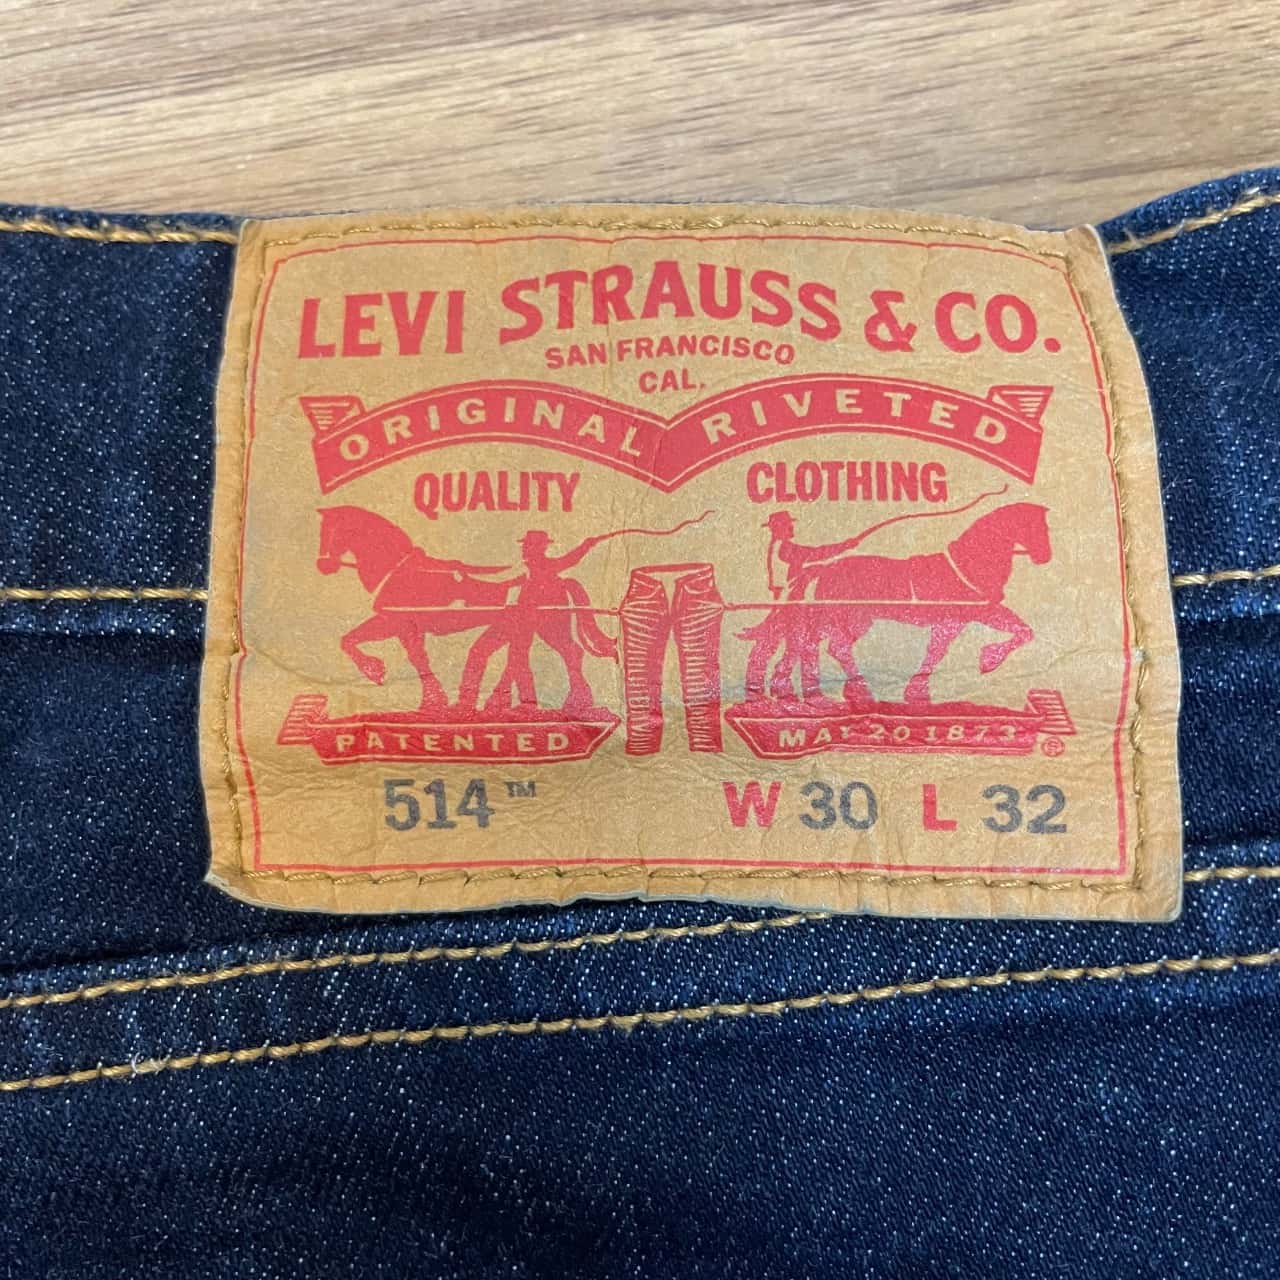 LEVI STRAUSS & CO.
SAN FRANCISCO
CAL.
ORIGINAL RIVETED
QUALITY CLOTHING
PATENTED MAY 20 1873 ®
514™ W 30 L 32